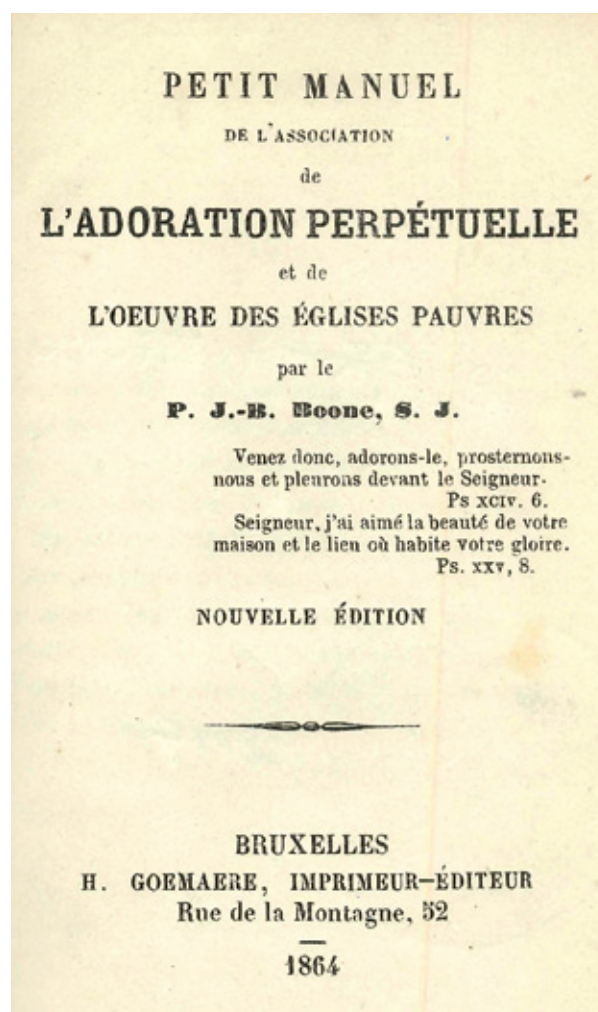 PETIT MANUEL
DE L'ASSOCIATION
de
L'ADORATION PERPÉTUELLE
et de
L'OEUVRE DES ÉGLISES PAUVRES
par le
P. J.-B. Boone, S. J.
Venez donc, adorons-le, prosternons-
nous et pleurons devant le Seigneur.
Ps XCIV. 6.
Seigneur, j'ai aimé la beauté de votre
maison et le lieu où habite votre gloire.
Ps. XXV, 8.
NOUVELLE ÉDITION
BRUXELLES
H. GOEMAERE, IMPRIMEUR-ÉDITEUR
Rue de la Montagne, 52
1864